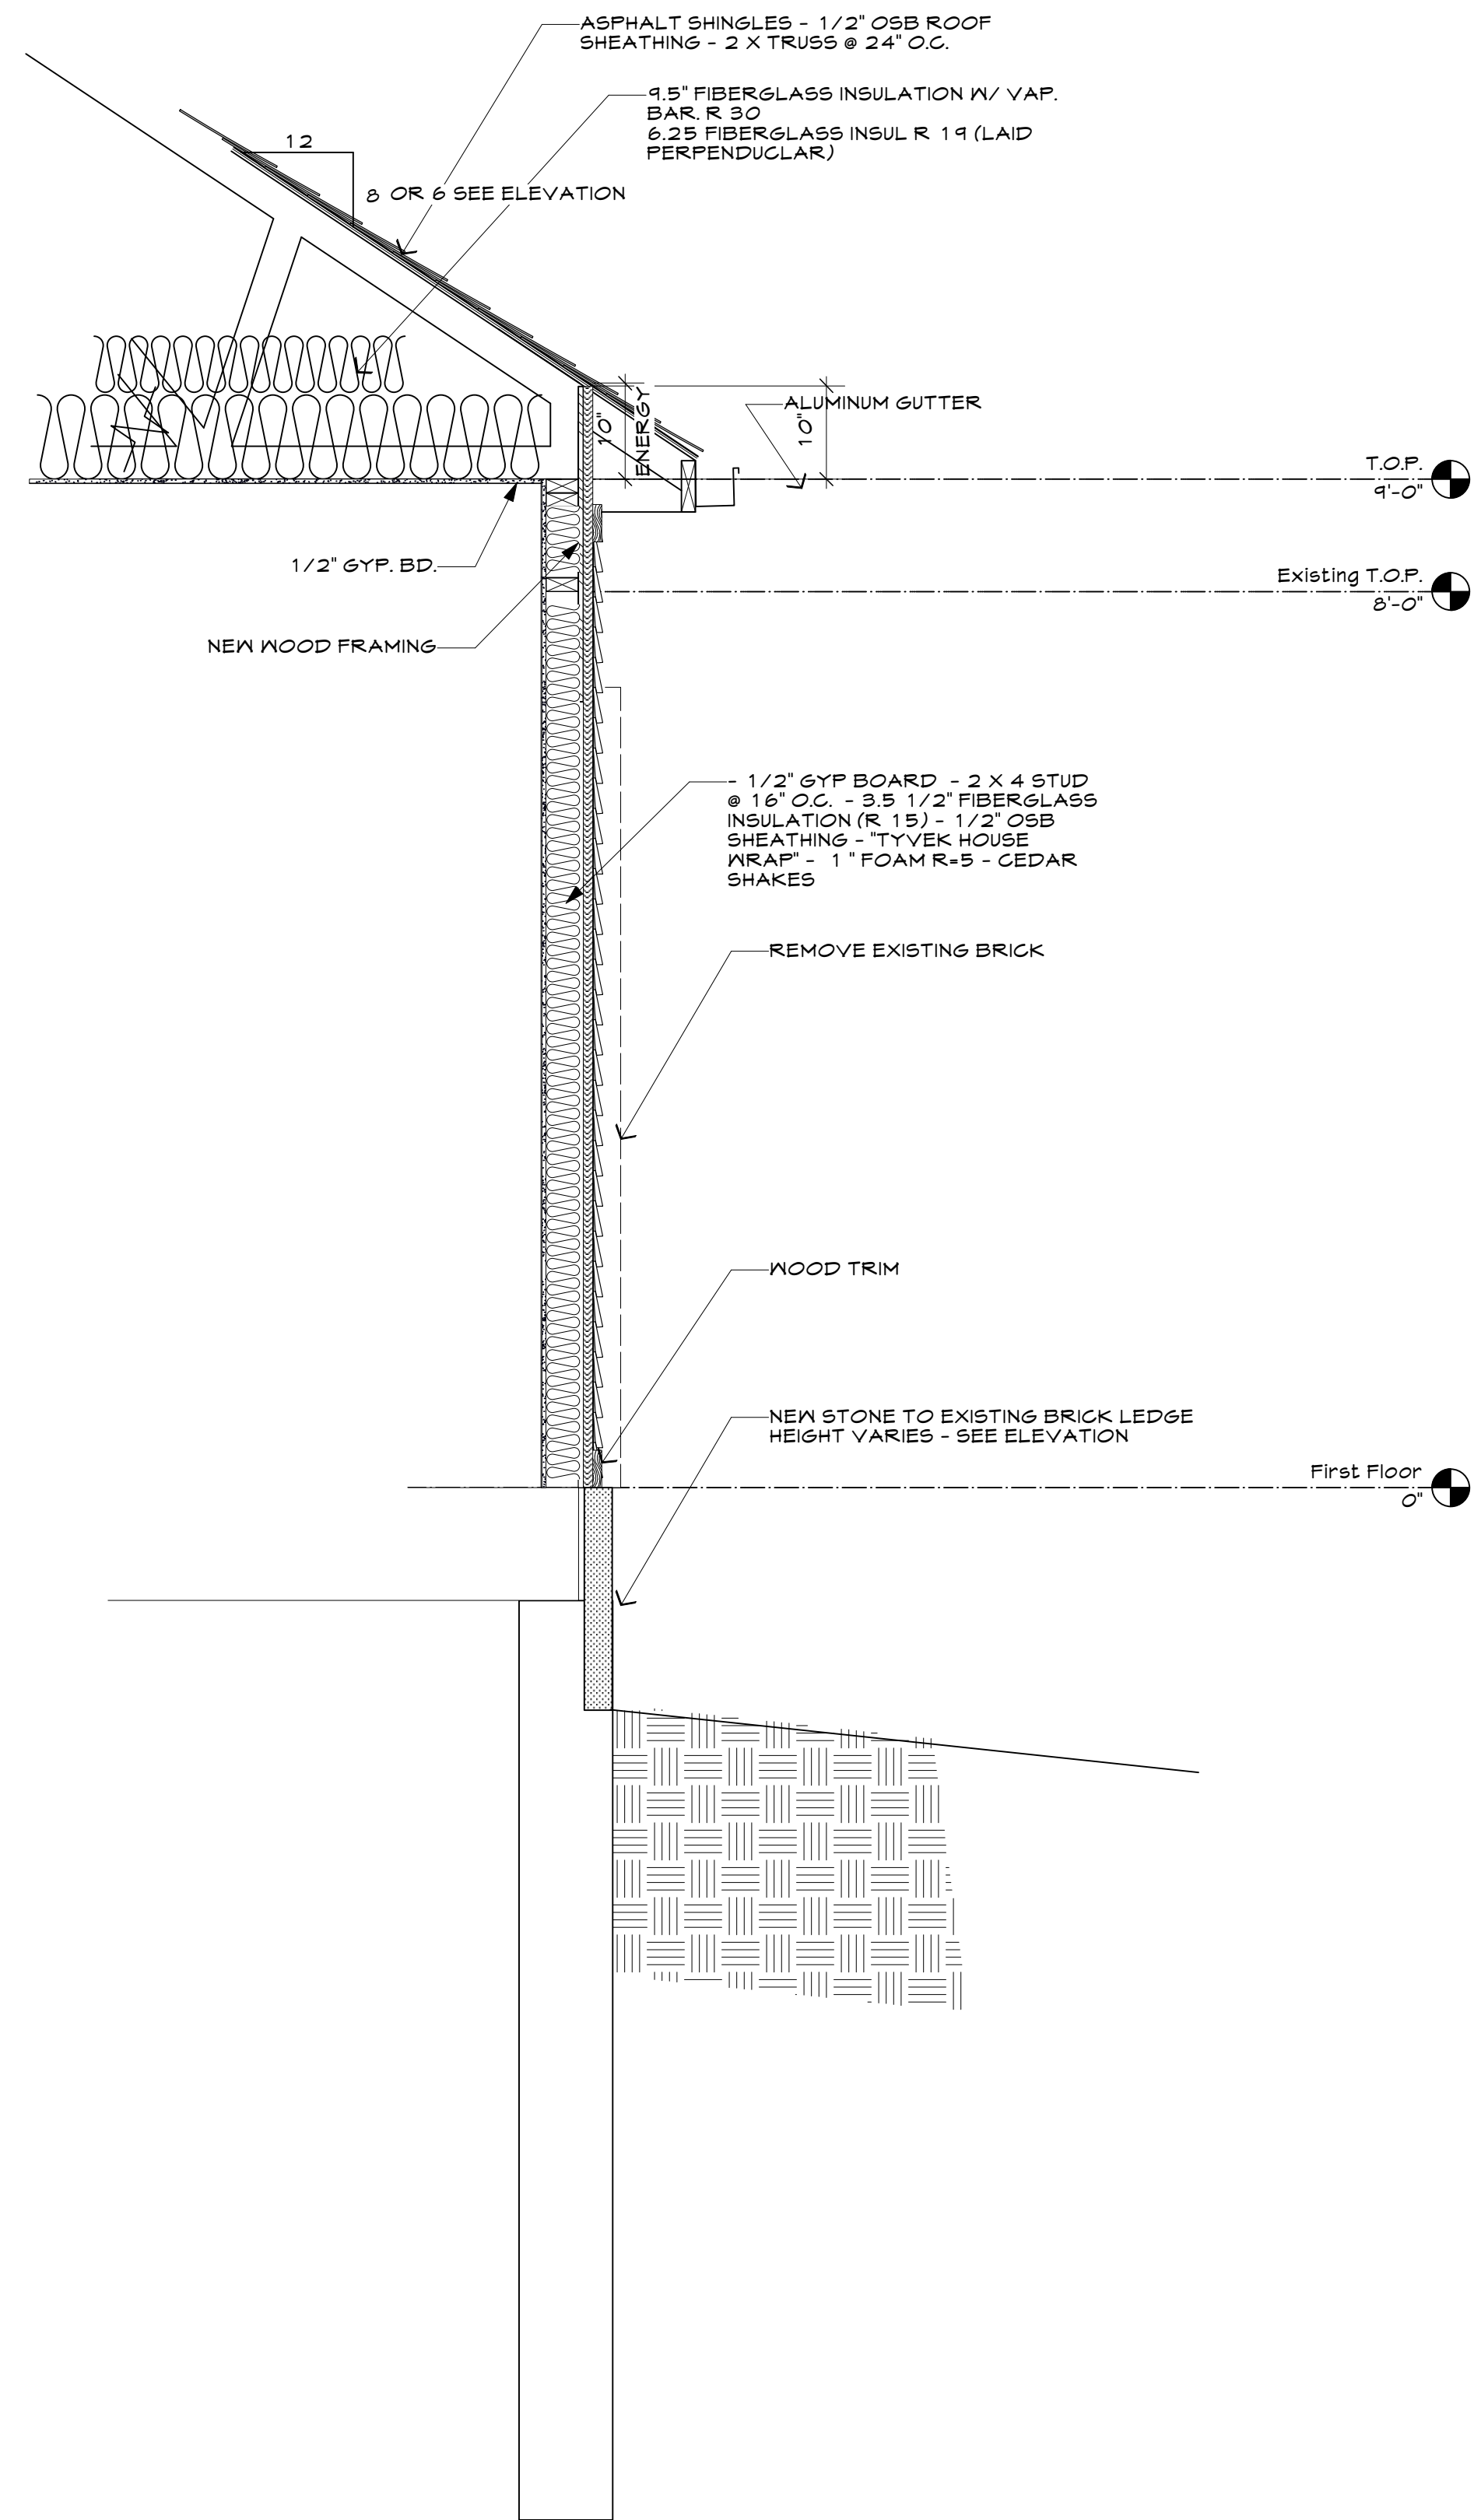 ASPHALT SHINGLES - 1/2" OSB ROOF
SHEATHING - 2 X TRUSS @ 24" O.C.
9.5" FIBERGLASS INSULATION W/ VAP.
BAR. R 30
6.25 FIBERGLASS INSUL R 19 (LAID
PERPENDUCLAR)
12
8 OR 6 SEE ELEVATION
10"
ENERGY
10"
ALUMINUM GUTTER
T.O.P.
9'-0"
1/2" GYP. BD.
Existing T.O.P.
8'-0"
NEW WOOD FRAMING
- 1/2" GYP BOARD - 2 X 4 STUD
@ 16" O.C. - 3.5 1/2" FIBERGLASS
INSULATION (R 15) - 1/2" OSB
SHEATHING - "TYVEK HOUSE
WRAP" - 1 " FOAM R=5 - CEDAR
SHAKES
REMOVE EXISTING BRICK
WOOD TRIM
NEW STONE TO EXISTING BRICK LEDGE
HEIGHT VARIES - SEE ELEVATION
First Floor
0"